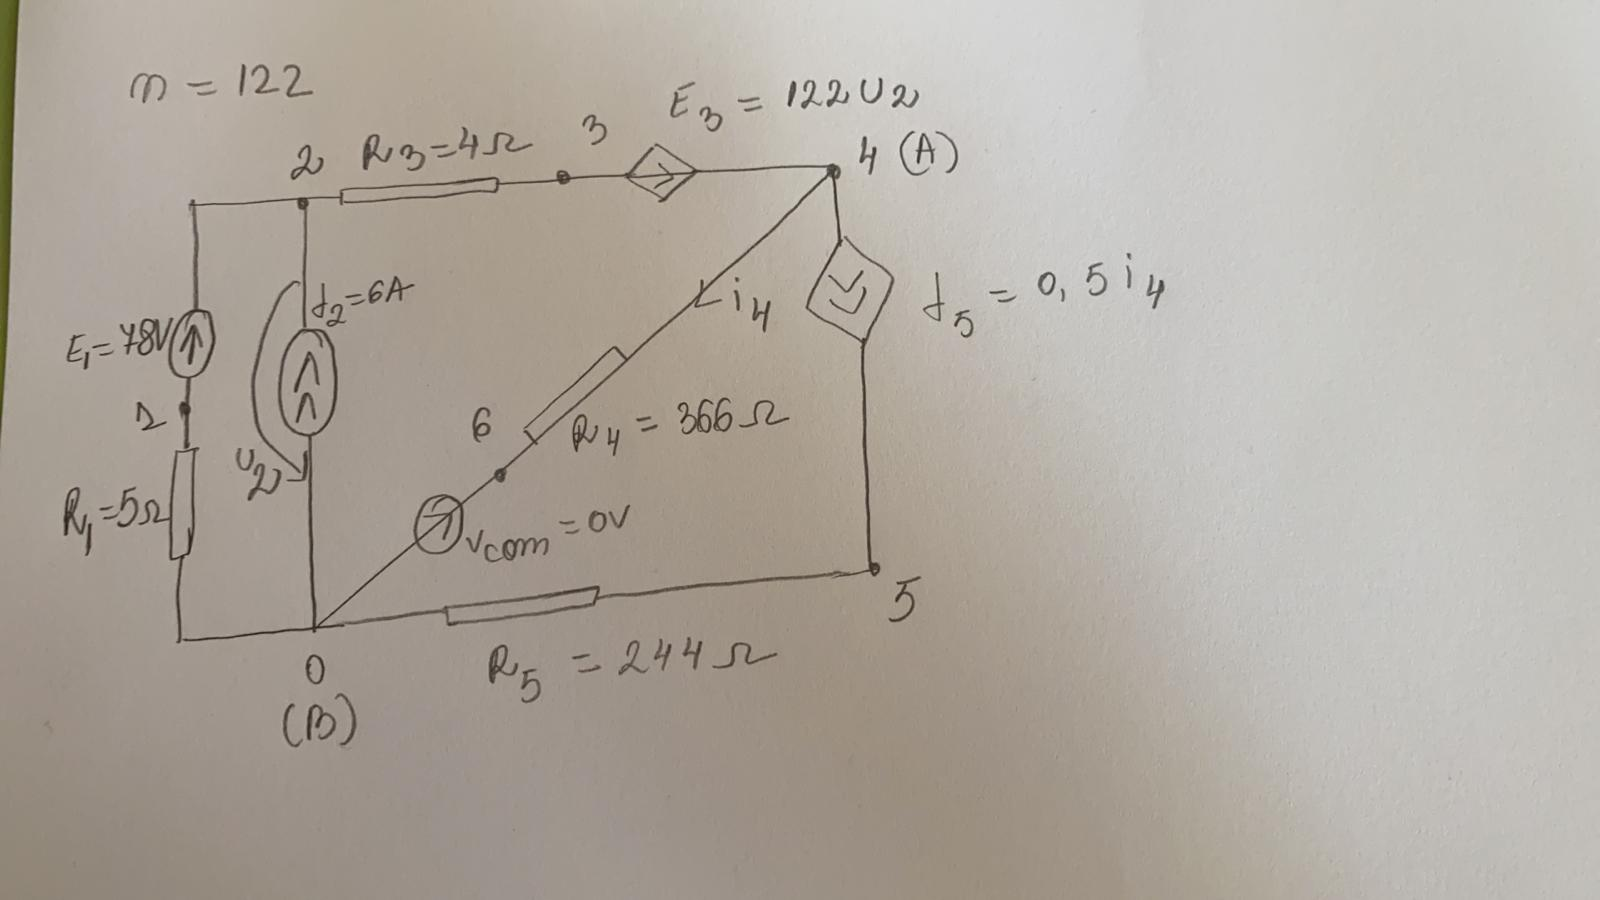 n = 122
E3 = 122U2
2
R3=4Ω
3
4 (A)
J2=6A
i4
J5 = 0,5 i4
E1=78V
1
U2
6
R4 = 366Ω
R1=5Ω
Vcom = 0V
5
0
(B)
R5 = 244Ω